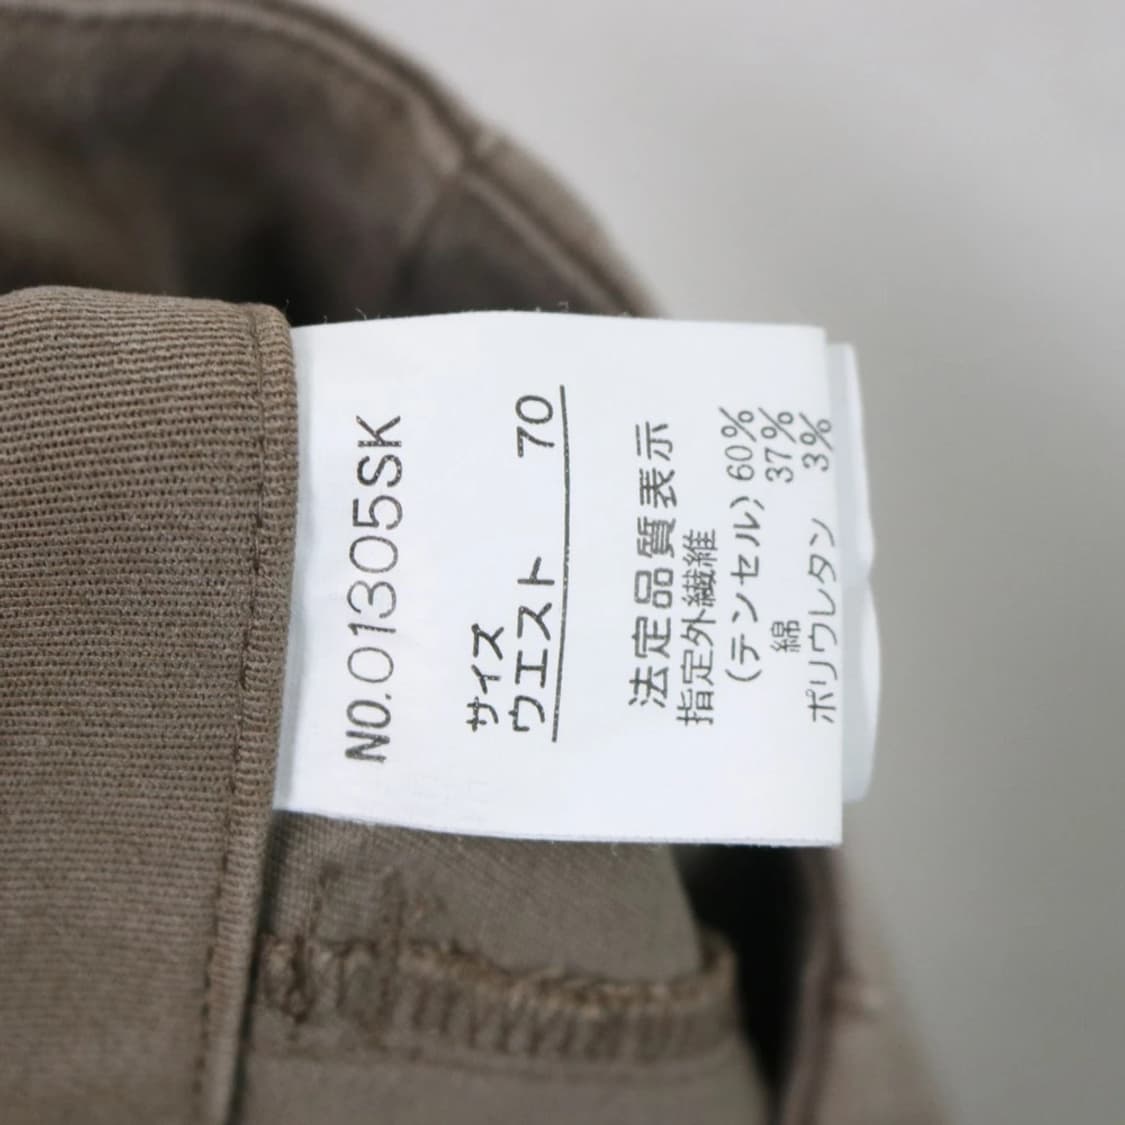 NO.01305SK
サイズ
ウエスト 70
法定品質表示
指定外繊維
(テンセル) 60%
綿 37%
ポリウレタン 3%